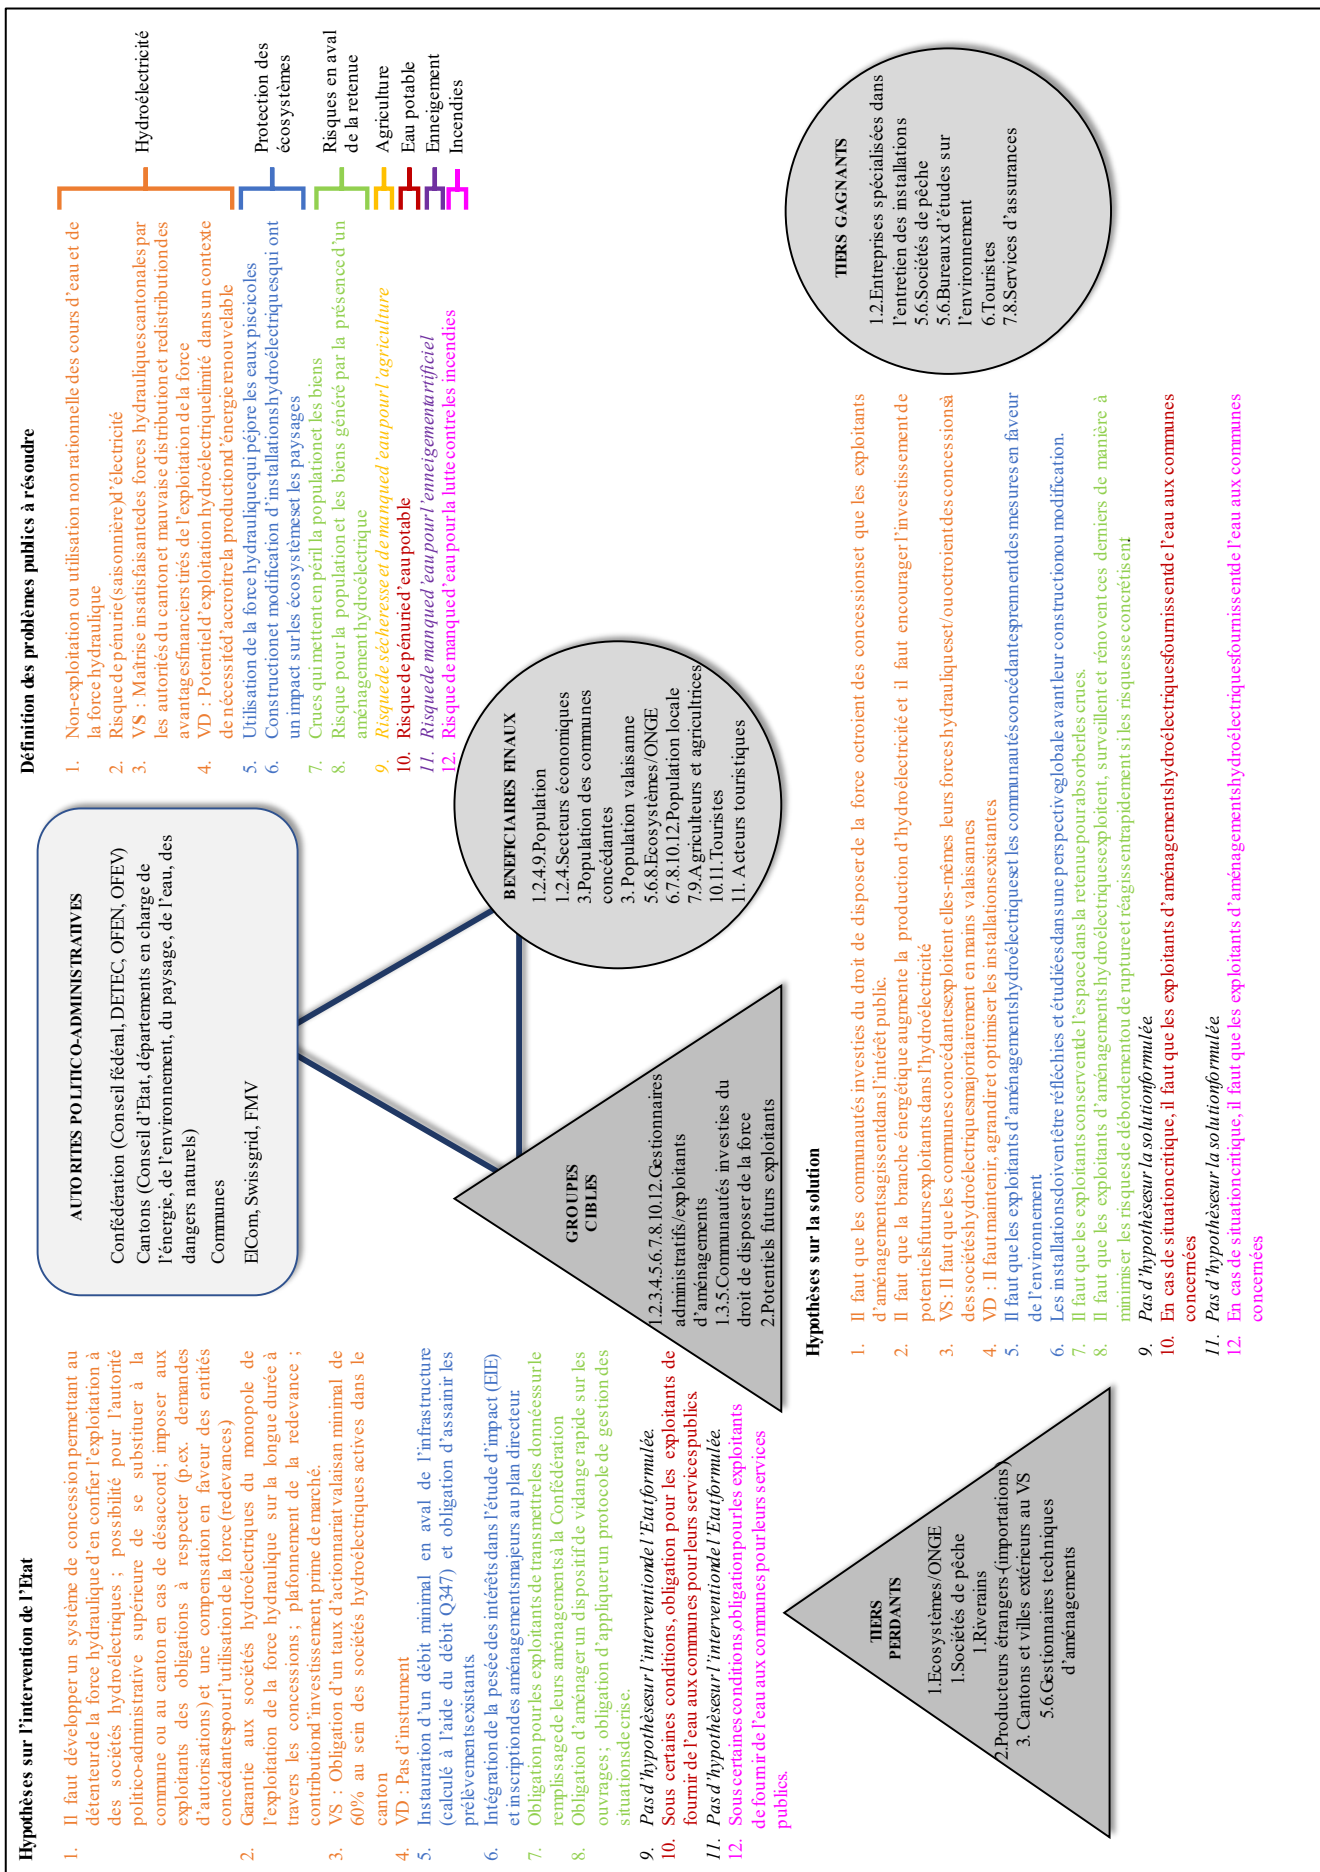 Hypothèses sur l'intervention de l'Etat
1. Il faut développer un système de concession permettant au
détenteur de la force hydraulique d'en confier l'exploitation à
des sociétés hydroélectriques ; possibilité pour l'autorité
politico-administrative supérieure de se substituer à la
commune ou au canton en cas de désaccord ; imposer aux
exploitants des obligations à respecter (p.ex. demandes
d'autorisations) et une compensation en faveur des entités
concédantes pour l'utilisation de la force (redevances)
2. Garantie aux sociétés hydroélectriques du monopole de
l'exploitation de la force hydraulique sur la longue durée à
travers les concessions ; plafonnement de la redevance ;
contribution d'investissement, prime de marché.
3. VS : Obligation d'un taux d'actionnariat valaisan minimal de
60% au sein des sociétés hydroélectriques actives dans le
canton
4. VD : Pas d'instrument
5. Instauration d'un débit minimal en aval de l'infrastructure
(calculé à l'aide du débit Q347) et obligation d'assainir les
prélèvements existants.
6. Intégration de la pesée des intérêts dans l'étude d'impact (EIE)
et inscription des aménagements majeurs au plan directeur.
7. Obligation pour les exploitants de transmettre les données sur le
remplissage de leurs aménagements à la Confédération
8. Obligation d'aménager un dispositif de vidange rapide sur les
ouvrages ; obligation d'appliquer un protocole de gestion des
situations de crise.
9. Pas d'hypothèse sur l'intervention de l'Etat formulée.
10. Sous certaines conditions, obligation pour les exploitants de
fournir de l'eau aux communes pour leurs services publics.
11. Pas d'hypothèse sur l'intervention de l'Etat formulée.
12. Sous certaines conditions, obligation pour les exploitants
de fournir de l'eau aux communes pour leurs services
publics.
AUTORITES POLITICO-ADMINISTRATIVES
Confédération (Conseil fédéral, DETEC, OFEN, OFEV)
Cantons (Conseil d'Etat, départements en charge de
l'énergie, de l'environnement, du paysage, de l'eau, des
dangers naturels)
Communes
ElCom, Swissgrid, FMV
Définition des problèmes publics à résoudre
1. Non-exploitation ou utilisation non rationnelle des cours d'eau et de
la force hydraulique
2. Risque de pénurie (saisonnière) d'électricité
3. VS : Maîtrise insatisfaisante des forces hydrauliques cantonales par
les autorités du canton et mauvaise distribution et redistribution des
avantages financiers tirés de l'exploitation de la force
4. VD : Potentiel d'exploitation hydroélectrique limité dans un contexte
de nécessité d'accroitre la production d'énergie renouvelable
5. Utilisation de la force hydraulique qui péjore les eaux piscicoles
6. Construction et modification d'installations hydroélectriques qui ont
un impact sur les écosystèmes et les paysages
7. Crues qui mettent en péril la population et les biens
8. Risque pour la population et les biens généré par la présence d'un
aménagement hydroélectrique
9. Risque de sécheresse et de manque d'eau pour l'agriculture
10. Risque de pénurie d'eau potable
11. Risque de manque d'eau pour l'enneigement artificiel
12. Risque de manque d'eau pour la lutte contre les incendies
Hydroélectricité
Protection des
écosystèmes
Risques en aval
de la retenue
Agriculture
Eau potable
Enneigement
Incendies
GROUPES
CIBLES
1.2.3.4.5.6.7.8.10.12.Gestionnaires
administratifs/exploitants
d'aménagements
1.3.5.Communautés investies du
droit de disposer de la force
2.Potentiels futurs exploitants
BENEFICIAIRES FINAUX
1.2.4.9.Population
1.2.4.Secteurs économiques
3.Population des communes
concédantes
3. Population valaisanne
5.6.8.Ecosystèmes/ONGE
6.7.8.10.12.Population locale
7.9.Agriculteurs et agricultrices
10.11.Touristes
11. Acteurs touristiques
TIERS
PERDANTS
1.Ecosystèmes/ONGE
1.Sociétés de pêche
1.Riverains
2.Producteurs étrangers (importations)
3. Cantons et villes extérieurs au VS
5.6.Gestionnaires techniques
d'aménagements
Hypothèses sur la solution
1. Il faut que les communautés investies du droit de disposer de la force octroient des concessions et que les exploitants
d'aménagements agissent dans l'intérêt public.
2. Il faut que la branche énergétique augmente la production d'hydroélectricité et il faut encourager l'investissement de
potentiels futurs exploitants dans l'hydroélectricité
3. VS: Il faut que les communes concédantes exploitent elles-mêmes leurs forces hydrauliques et/ou octroient des concessions à
des sociétés hydroélectriques majoritairement en mains valaisannes
4. VD : Il faut maintenir, agrandir et optimiser les installations existantes
5. Il faut que les exploitants d'aménagements hydroélectriques et les communautés concédantes prennent des mesures en faveur
de l'environnement
6. Les installations doivent être réfléchies et étudiées dans une perspective globale avant leur construction ou modification.
7. Il faut que les exploitants conservent de l'espace dans la retenue pour absorber les crues.
8. Il faut que les exploitants d'aménagements hydroélectriques exploitent, surveillent et rénovent ces derniers de manière à
minimiser les risques de débordement ou de rupture et réagissent rapidement si les risques se concrétisent.
9. Pas d'hypothèse sur la solution formulée.
10. En cas de situation critique, il faut que les exploitants d'aménagements hydroélectriques fournissent de l'eau aux communes
concernées
11. Pas d'hypothèse sur la solution formulée.
12. En cas de situation critique, il faut que les exploitants d'aménagements hydroélectriques fournissent de l'eau aux communes
concernées
TIERS GAGNANTS
1.2.Entreprises spécialisées dans
l'entretien des installations
5.6.Sociétés de pêche
5.6.Bureaux d'études sur
l'environnement
6.Touristes
7.8.Services d'assurances